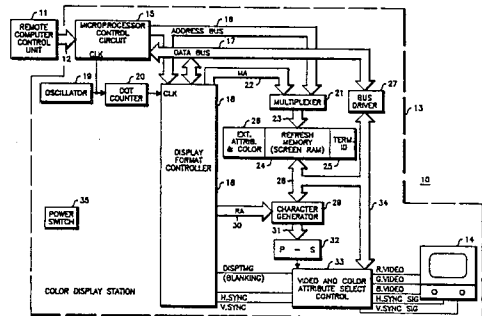 11
REMOTE
COMPUTER
CONTROL
UNIT
12
15
MICROPROCESSOR
CONTROL
CIRCUIT
CLK
16
ADDRESS BUS
17
DATA BUS
19
OSCILLATOR
20
DOT
COUNTER
CLK
MA
22
21
MULTIPLEXER
23
27
BUS
DRIVER
13
18
DISPLAY
FORMAT
CONTROLLER
18
26
EXT.
ATTRIB.
& COLOR
REFRESH
MEMORY
(SCREEN RAM)
TERM.
ID
24
25
28
10
35
POWER
SWITCH
RA
30
CHARACTER
GENERATOR
29
31
34
P - S
32
33
14
DISPTMG
(BLANKING)
VIDEO AND COLOR
ATTRIBUTE SELECT
CONTROL
R.VIDEO
G.VIDEO
B.VIDEO
H.SYNC
V.SYNC
H.SYNC SIG
V.SYNC SIG
COLOR DISPLAY STATION